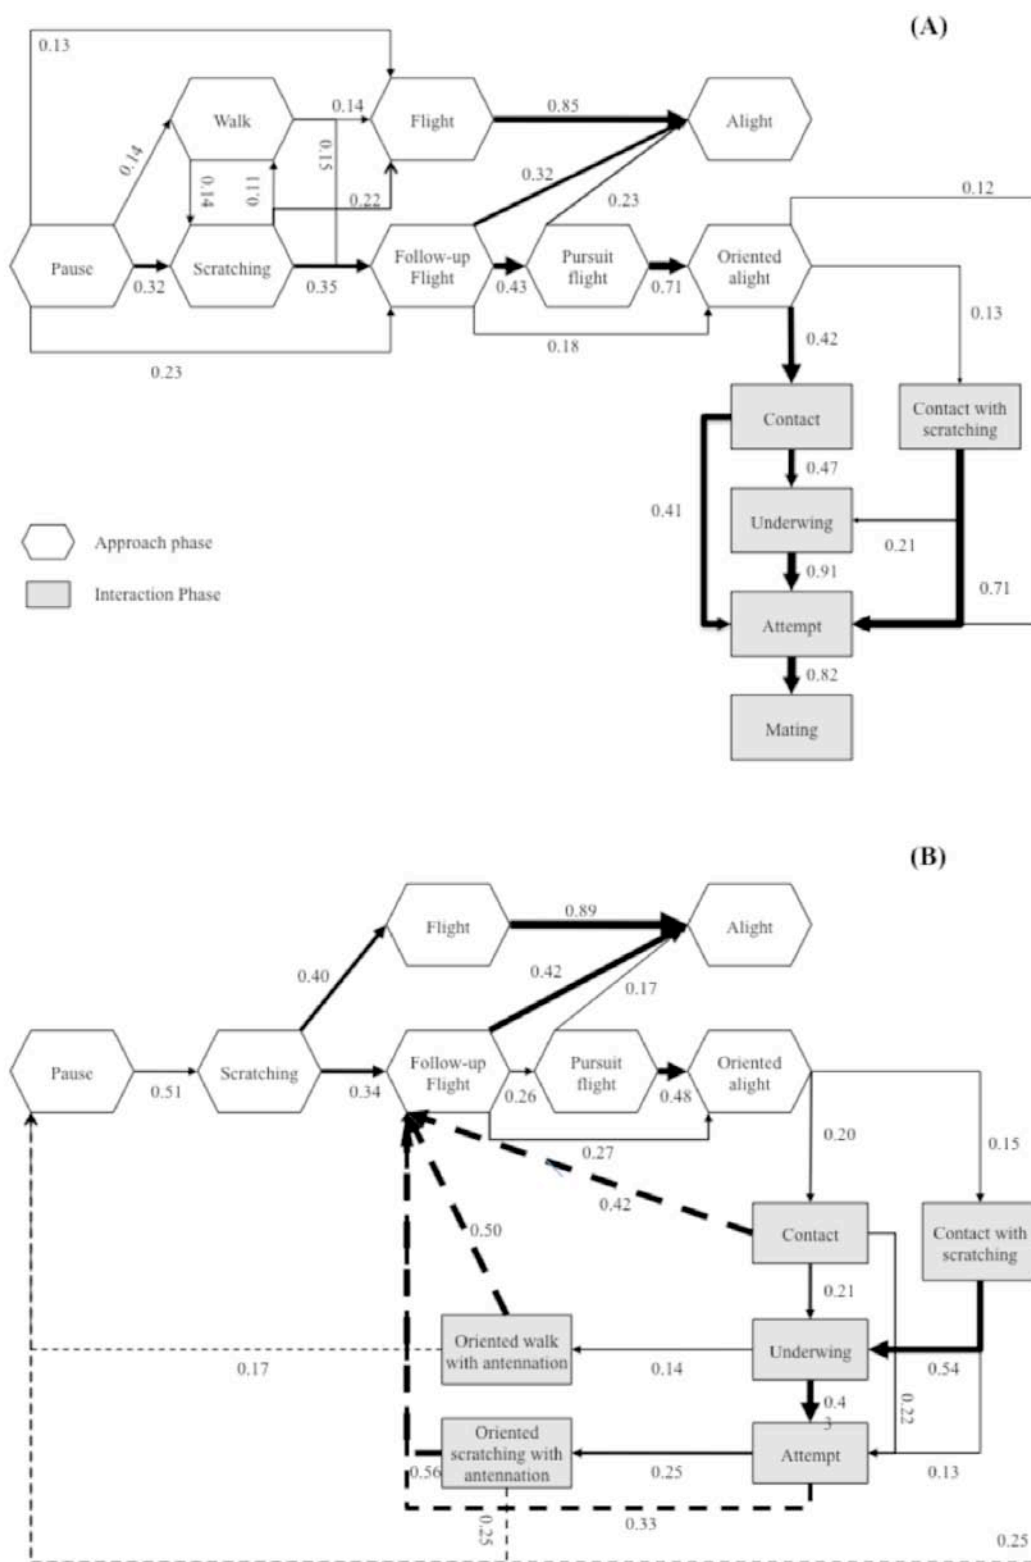 (A)
0.13
Walk
0.14
Flight
0.85
Alight
0.14
0.15
0.14
0.11
0.22
0.32
0.23
0.12
Pause
0.32
Scratching
0.35
Follow-up
Flight
0.43
Pursuit
flight
0.71
Oriented
alight
0.13
0.23
0.18
0.42
Contact
Contact with
scratching
0.47
0.41
Underwing
0.21
0.91
0.71
Attempt
0.82
Mating
Approach phase
Interaction Phase
(B)
Flight
0.89
Alight
0.40
0.42
0.17
Pause
0.51
Scratching
0.34
Follow-up
Flight
0.26
Pursuit
flight
0.48
Oriented
alight
0.27
0.20
0.15
0.42
0.50
Contact
Contact with
scratching
0.21
Oriented walk
with antennation
0.17
0.14
Underwing
0.54
0.4
3
0.22
Oriented
scratching with
antennation
0.56
0.25
Attempt
0.13
0.33
0.25
0.25